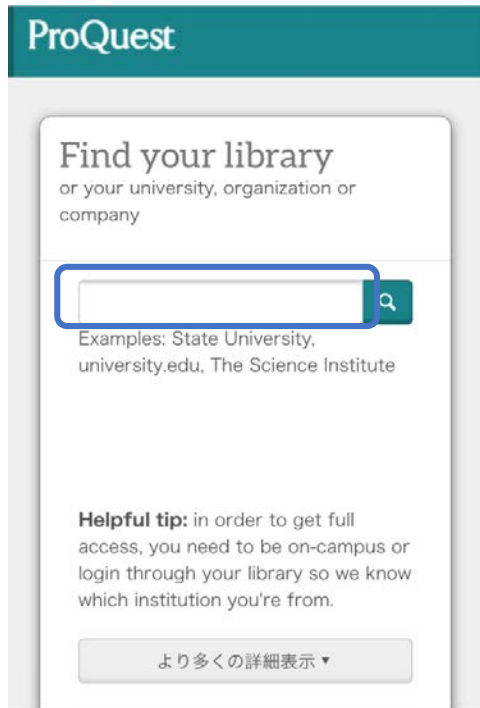 ProQuest
Find your library
or your university, organization or
company
Examples: State University,
university.edu, The Science Institute
Helpful tip: in order to get full
access, you need to be on-campus or
login through your library so we know
which institution you're from.
より多くの詳細表示 ▾